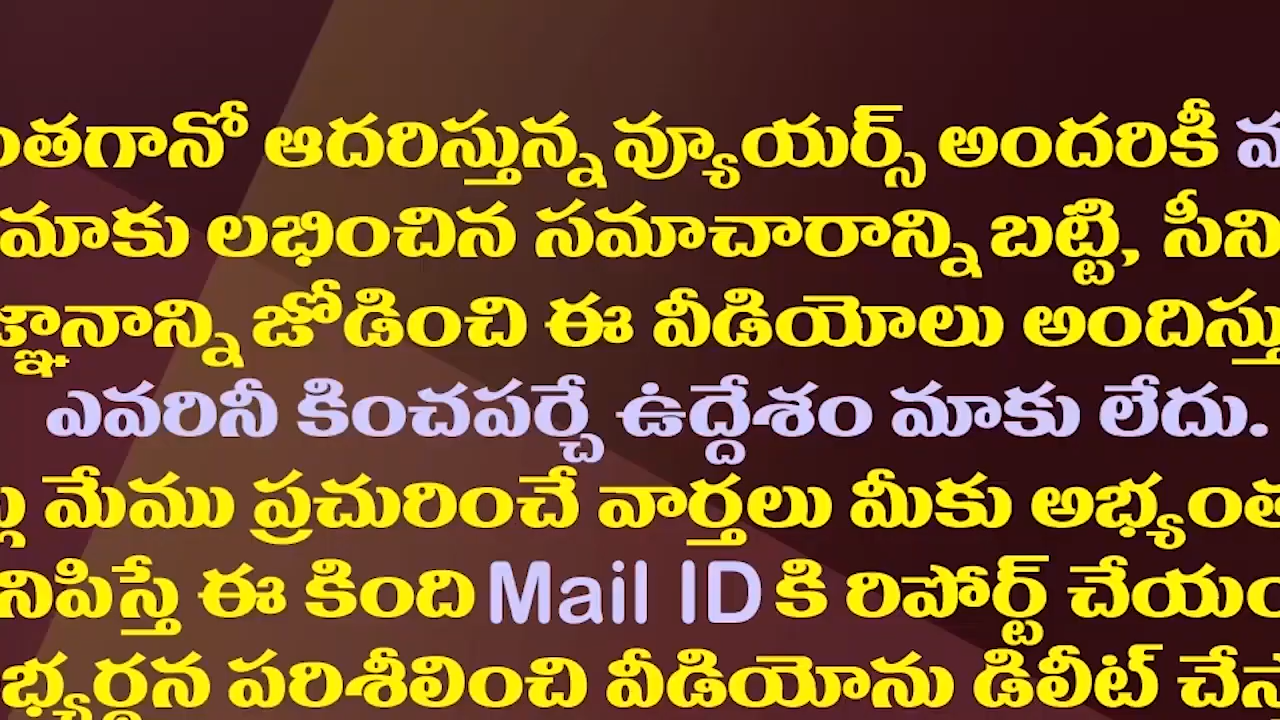 ంతగానో ఆదరిస్తున్న వ్యూయర్స్ అందరికీ
మాకు లభించిన సమాచారాన్ని బట్టి, సీని
జ్ఞానాన్ని జోడించి ఈ వీడియోలు అందిస్తు
ఎవరినీ కించపర్చే ఉద్దేశం మాకు లేదు.
మేము ప్రచురించే వార్తలు మీకు అభ్యంత
నిపిస్తే ఈ కింది Mail ID కి రిపోర్ట్ చేయం
భ్యర్థన పరిశీలించి వీడియోను డిలీట్ చేస